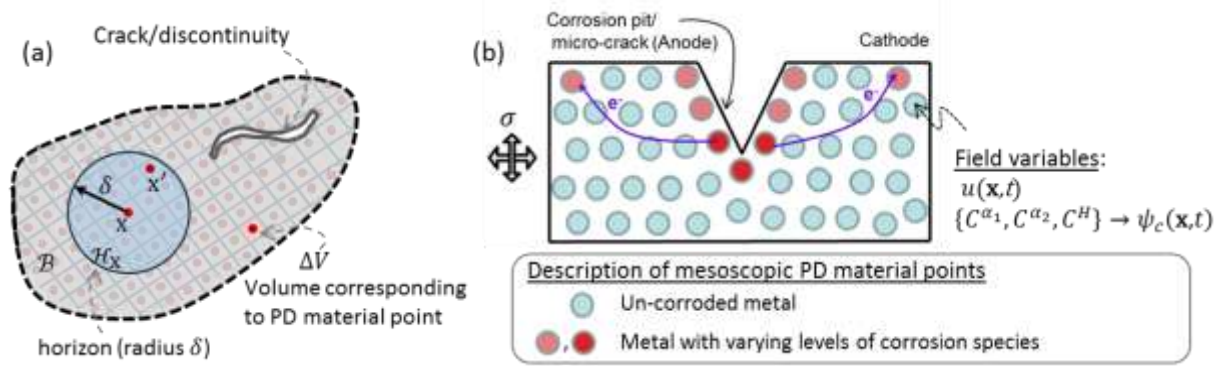 (a)
Crack/discontinuity
δ
x′
x
ℋx
ℬ
ΔV
Volume corresponding
to PD material point
horizon (radius δ)
(b)
Corrosion pit/
micro-crack (Anode)
Cathode
e-
e-
σ
Field variables:
u(x,t)
{C^α₁, C^α₂, C^H} → ψc(x,t)
Description of mesoscopic PD material points
Un-corroded metal
, Metal with varying levels of corrosion species